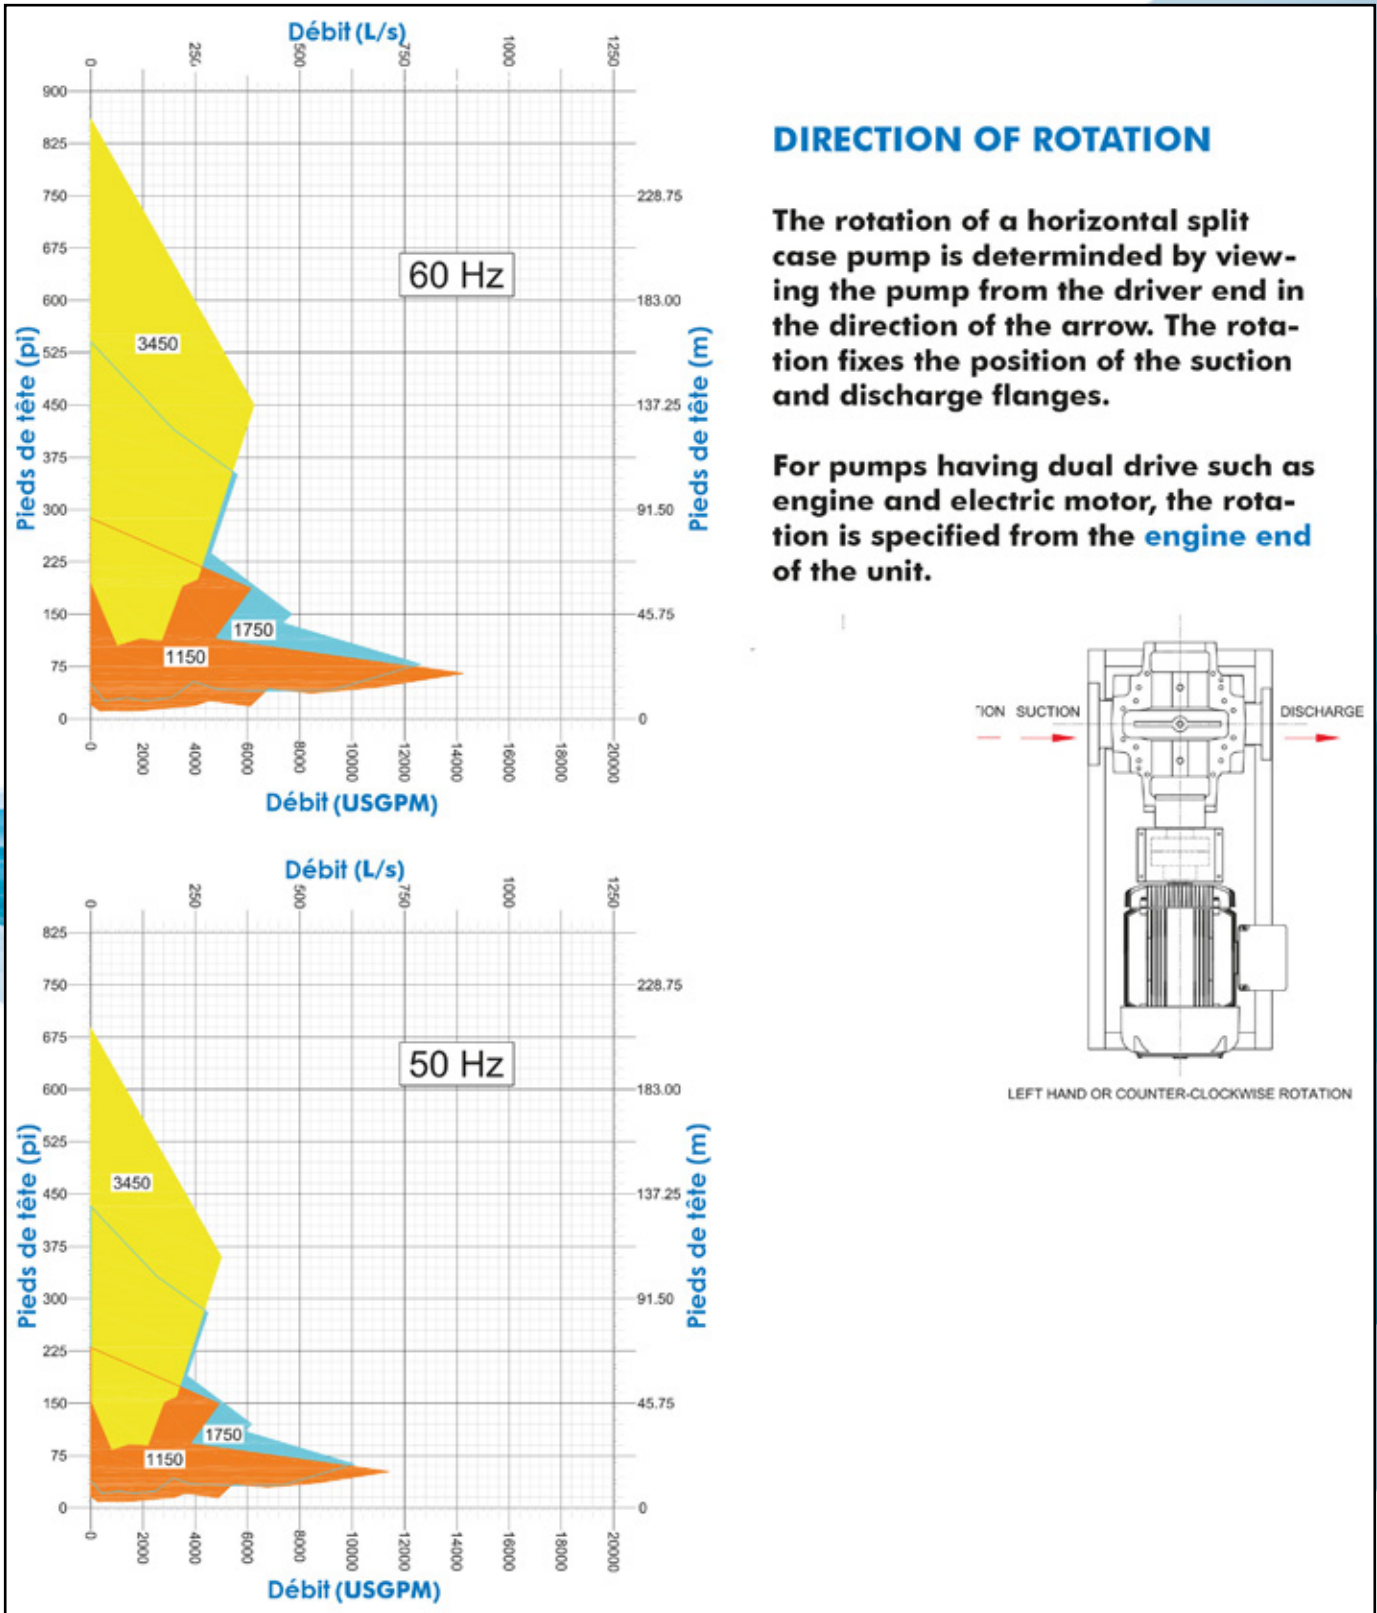 Débit (L/s)
0 250 500 750 1000 1250
900
825
750 228.75
675
600 183.00
525
450 137.25
375
300 91.50
225
150 45.75
75
0 0
Pieds de tête (pi)
Pieds de tête (m)
60 Hz
3450
1750
1150
0 2000 4000 6000 8000 10000 12000 14000 16000 18000 20000
Débit (USGPM)
Débit (L/s)
0 250 500 750 1000 1250
825
750 228.75
675
600 183.00
525
450 137.25
375
300 91.50
225
150 45.75
75
0 0
Pieds de tête (pi)
Pieds de tête (m)
50 Hz
3450
1750
1150
0 2000 4000 6000 8000 10000 12000 14000 16000 18000 20000
Débit (USGPM)
DIRECTION OF ROTATION
The rotation of a horizontal split
case pump is determinded by view-
ing the pump from the driver end in
the direction of the arrow. The rota-
tion fixes the position of the suction
and discharge flanges.
For pumps having dual drive such as
engine and electric motor, the rota-
tion is specified from the engine end
of the unit.
TION SUCTION DISCHARGE
LEFT HAND OR COUNTER-CLOCKWISE ROTATION